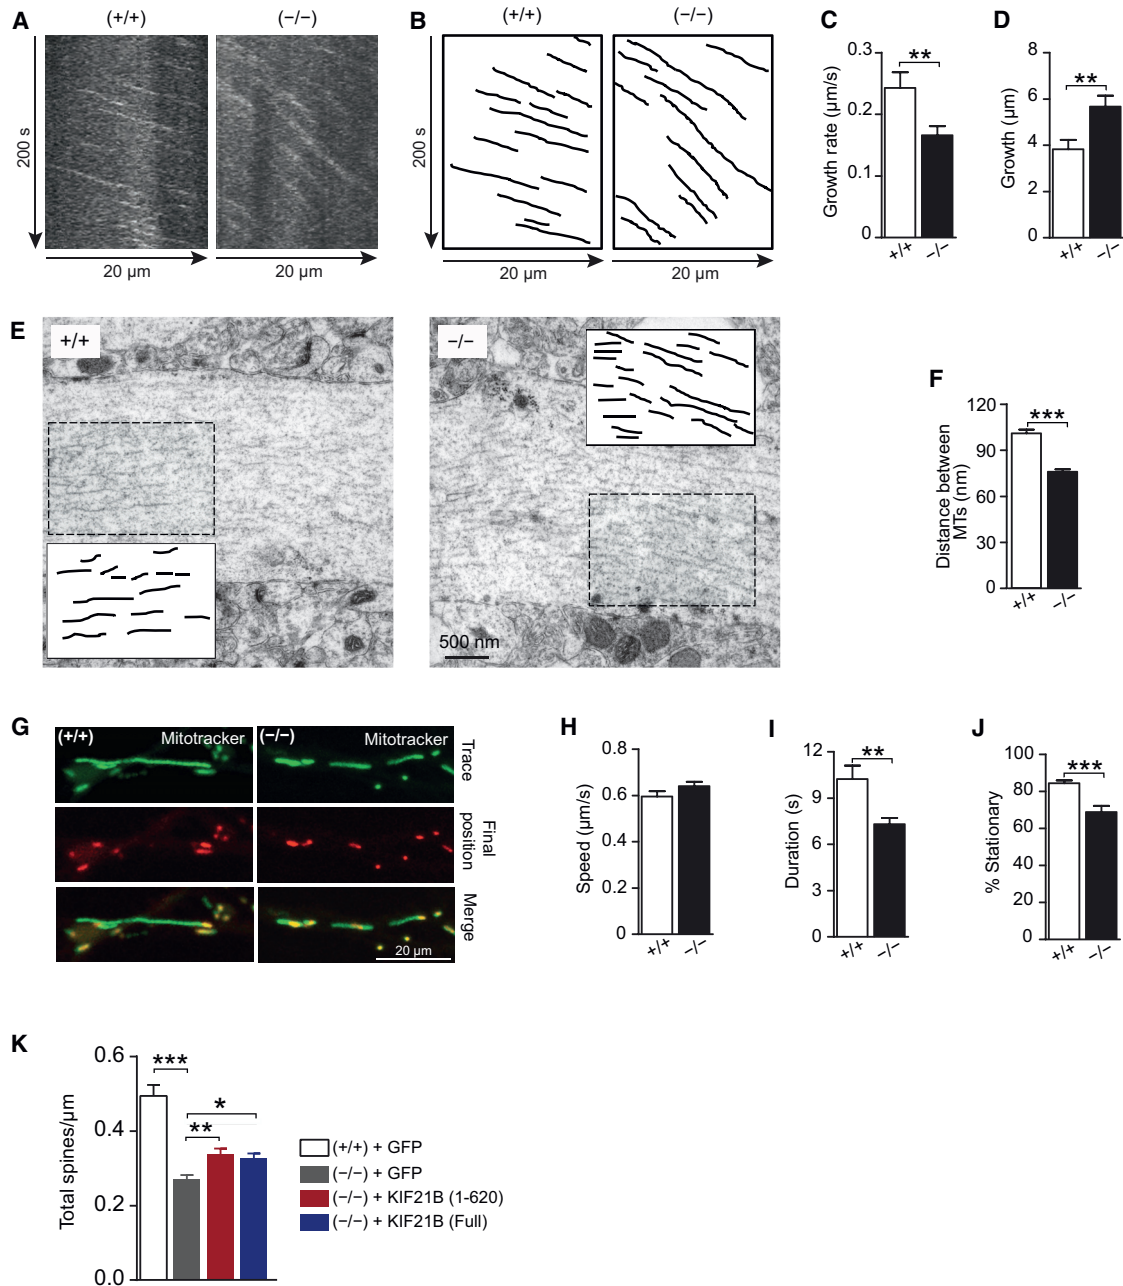 A
(+/+)
(−/−)
200 s
20 µm
20 µm
B
(+/+)
(−/−)
200 s
20 µm
20 µm
C
Growth rate (µm/s)
0.3
0.2
0.1
0
**
+/+
−/−
D
Growth (µm)
8
6
4
2
0
**
+/+
−/−
E
+/+
−/−
500 nm
F
Distance between
MTs (nm)
120
90
60
30
0
***
+/+
−/−
G
(+/+)
Mitotracker
(−/−)
Mitotracker
Trace
Final
position
Merge
20 µm
H
Speed (µm/s)
0.8
0.6
0.4
0.2
0
+/+
−/−
I
Duration (s)
12
9
6
3
0
**
+/+
−/−
J
% Stationary
100
80
60
40
20
0
***
+/+
−/−
K
Total spines/µm
0.6
0.4
0.2
0.0
***
*
**
(+/+) + GFP
(−/−) + GFP
(−/−) + KIF21B (1-620)
(−/−) + KIF21B (Full)